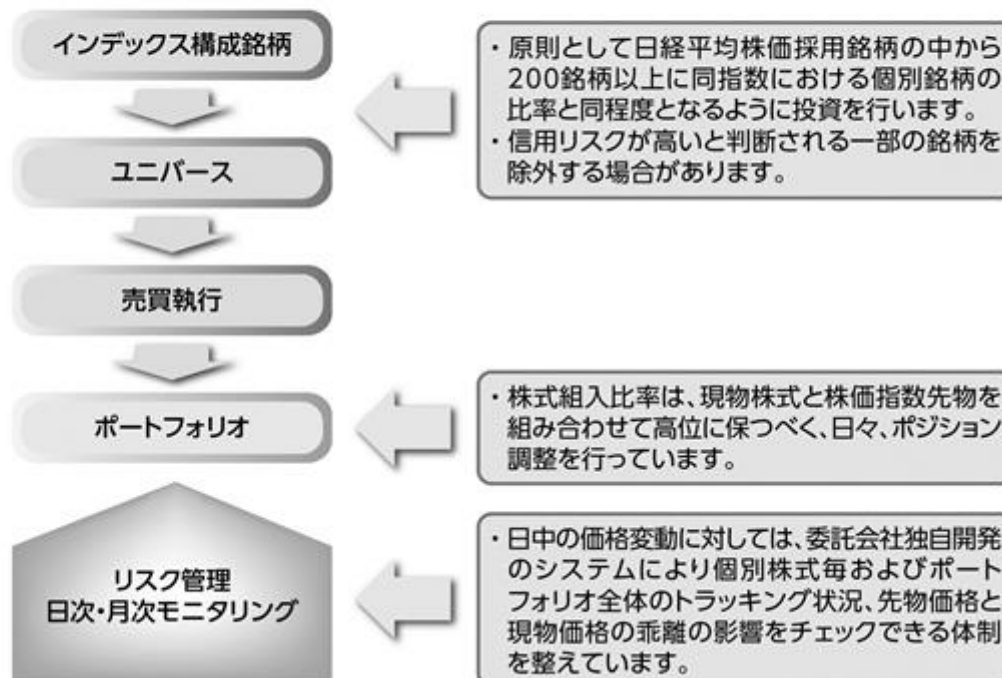 インデックス構成銘柄
・原則として日経平均株価採用銘柄の中から
200銘柄以上に同指数における個別銘柄の
比率と同程度となるように投資を行います。
・信用リスクが高いと判断される一部の銘柄を
除外する場合があります。
ユニバース
売買執行
ポートフォリオ
・株式組入比率は、現物株式と株価指数先物を
組み合わせて高位に保つべく、日々、ポジション
調整を行っています。
リスク管理
日次・月次モニタリング
・日中の価格変動に対しては、委託会社独自開発
のシステムにより個別株式毎およびポート
フォリオ全体のトラッキング状況、先物価格と
現物価格の乖離の影響をチェックできる体制
を整えています。